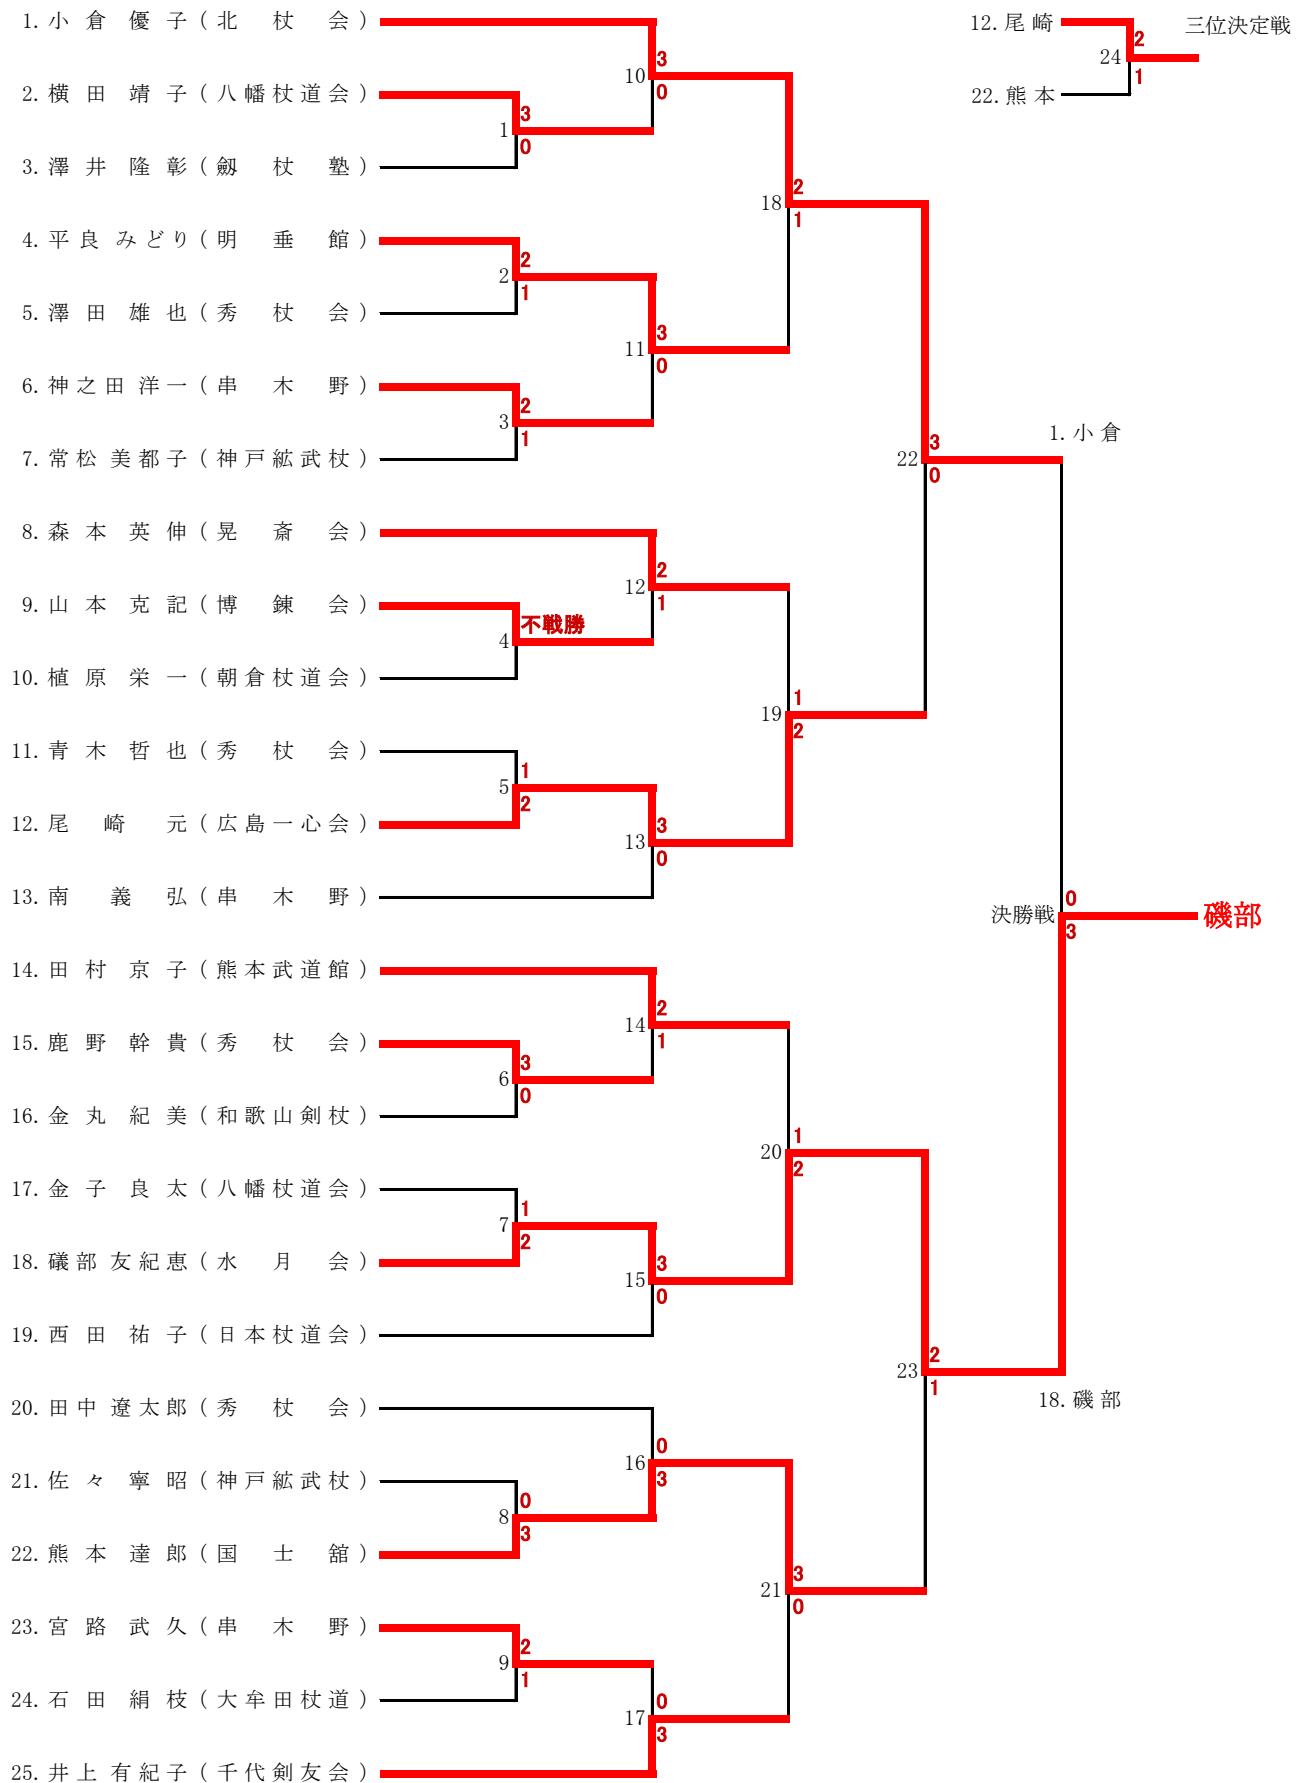 1. 小倉優子（北杖会）
12. 尾崎
三位決定戦
2
24
1
22. 熊本
3
10
0
2. 横田靖子（八幡杖道会）
3
1
0
3. 澤井隆彰（剱杖塾）
2
18
1
4. 平良みどり（明垂館）
2
2
1
5. 澤田雄也（秀杖会）
3
11
0
6. 神之田洋一（串木野）
2
3
1
7. 常松美都子（神戸紘武杖）
1. 小倉
3
22
0
8. 森本英伸（晃斎会）
2
12
1
9. 山本克記（博錬会）
不戦勝
4
10. 植原栄一（朝倉杖道会）
1
19
2
11. 青木哲也（秀杖会）
1
5
2
12. 尾崎元（広島一心会）
3
13
0
13. 南義弘（串木野）
0
決勝戦
磯部
3
14. 田村京子（熊本武道館）
2
14
1
15. 鹿野幹貴（秀杖会）
3
6
0
16. 金丸紀美（和歌山剣杖）
1
20
2
17. 金子良太（八幡杖道会）
1
7
2
18. 礒部友紀恵（水月会）
3
15
0
19. 西田祐子（日本杖道会）
2
23
1
18. 磯部
20. 田中遼太郎（秀杖会）
0
16
3
21. 佐々寧昭（神戸紘武杖）
0
8
3
22. 熊本達郎（国士舘）
3
21
0
23. 宮路武久（串木野）
2
9
1
24. 石田絹枝（大牟田杖道）
0
17
3
25. 井上有紀子（千代剣友会）